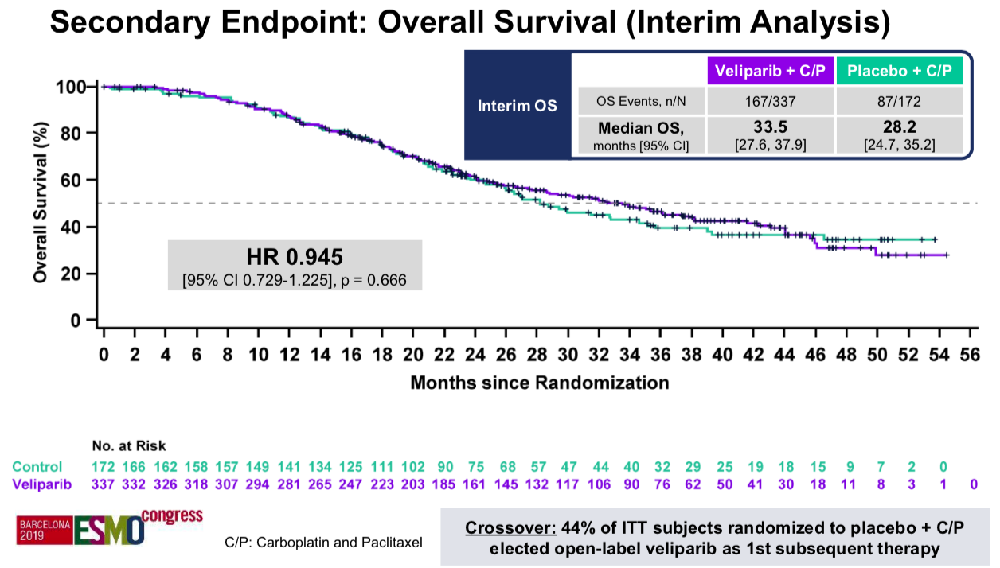 Secondary Endpoint: Overall Survival (Interim Analysis)
Interim OS
Veliparib + C/P Placebo + C/P
OS Events, n/N 167/337 87/172
Median OS, 33.5 28.2
months [95% CI] [27.6, 37.9] [24.7, 35.2]
Overall Survival (%)
100
80
60
40
20
0
HR 0.945
[95% CI 0.729-1.225], p = 0.666
0 2 4 6 8 10 12 14 16 18 20 22 24 26 28 30 32 34 36 38 40 42 44 46 48 50 52 54 56
Months since Randomization
No. at Risk
Control 172 166 162 158 157 149 141 134 125 111 102 90 75 68 57 47 44 40 32 29 25 19 18 15 9 7 2 0
Veliparib 337 332 326 318 307 294 281 265 247 223 203 185 161 145 132 117 106 90 76 62 50 41 30 18 11 8 3 1 0
BARCELONA
2019
ESMO congress
C/P: Carboplatin and Paclitaxel
Crossover: 44% of ITT subjects randomized to placebo + C/P
elected open-label veliparib as 1st subsequent therapy